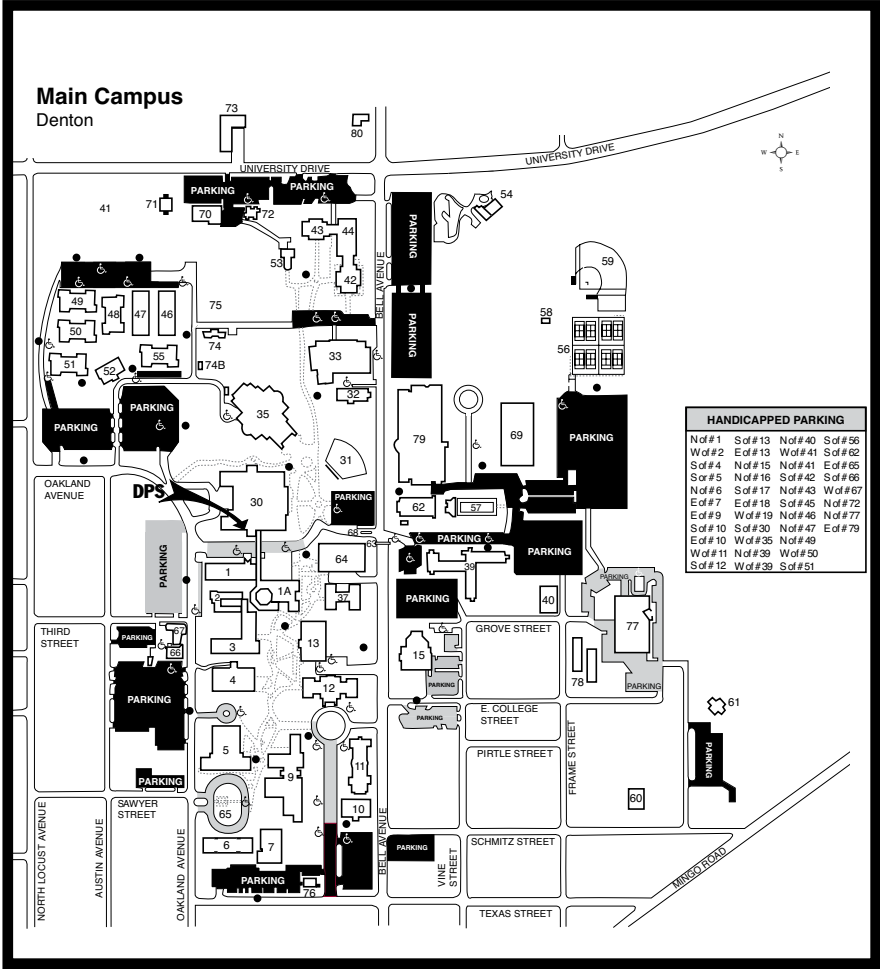 Main Campus
Denton
73
80
N
W E
S
UNIVERSITY DRIVE
UNIVERSITY DRIVE
54
PARKING
PARKING
41
71
70
72
43
44
PARKING
53
42
BELL AVENUE
59
49
48
47
46
75
58
50
74
PARKING
33
56
51
52
55
74B
32
35
PARKING
PARKING
79
69
PARKING
31
OAKLAND
AVENUE
DPS
30
PARKING
62
57
68
63
PARKING
PARKING
PARKING
64
39
1
1A
PARKING
2
37
PARKING
40
THIRD
STREET
PARKING
67
66
3
13
15
GROVE STREET
77
78
4
PARKING
PARKING
PARKING
12
PARKING
E. COLLEGE
STREET
61
5
9
11
PIRTLE STREET
FRAME STREET
PARKING
PARKING
SAWYER
STREET
65
10
60
NORTH LOCUST AVENUE
AUSTIN AVENUE
OAKLAND AVENUE
6
7
BELL AVENUE
PARKING
VINE
STREET
SCHMITZ STREET
MINGO ROAD
PARKING
76
TEXAS STREET
HANDICAPPED PARKING
N of #1 S of #13 N of #40 S of #56
W of #2 E of #13 W of #41 S of #62
S of #4 N of #15 N of #41 E of #65
S or #5 N of #16 S of #42 S of #66
N of #6 S of #17 N of #43 W of #67
E of #7 E of #18 S of #45 N of #72
E of #9 W of #19 N of #46 N of #77
S of #10 S of #30 N of #47 E of #79
E of #10 W of #35 N of #49
W of #11 N of #39 W of #50
S of #12 W of #39 S of #51